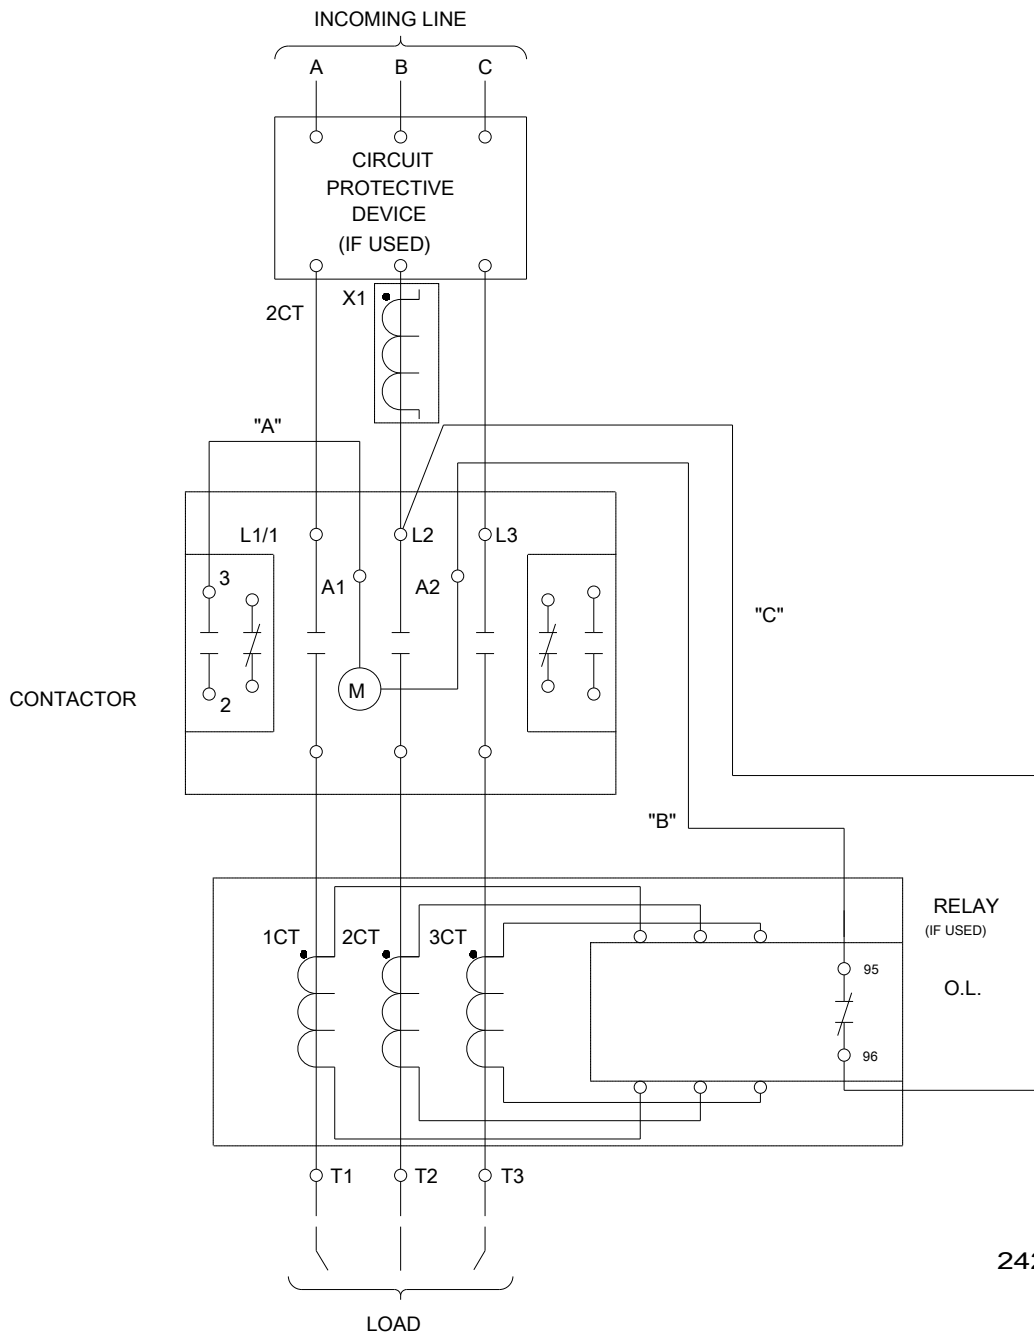 INCOMING LINE
A B C
CIRCUIT
PROTECTIVE
DEVICE
(IF USED)
X1
2CT
"A"
L1/1 L2 L3
3 A1 A2
"C"
M
2
CONTACTOR
"B"
RELAY
(IF USED)
1CT 2CT 3CT
95
O.L.
96
T1 T2 T3
242
LOAD